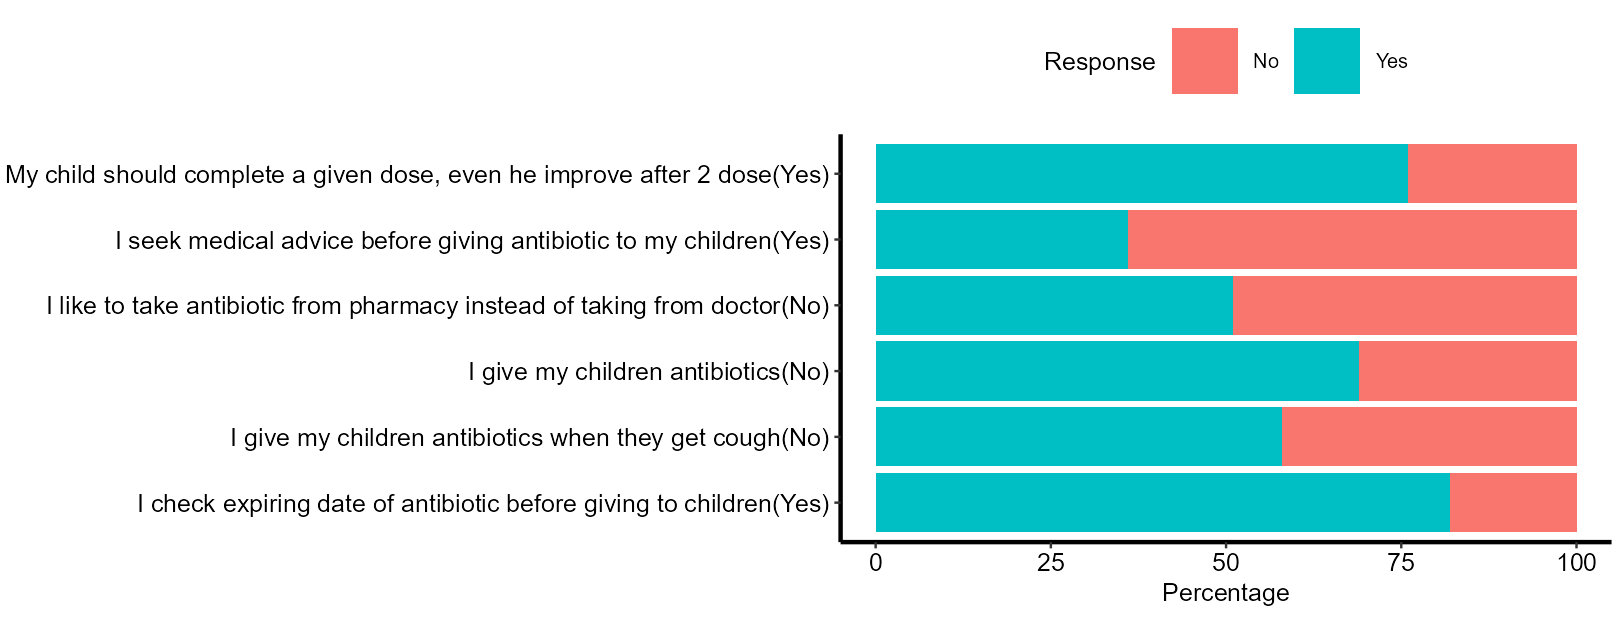 Response No Yes
My child should complete a given dose, even he improve after 2 dose(Yes)
I seek medical advice before giving antibiotic to my children(Yes)
I like to take antibiotic from pharmacy instead of taking from doctor(No)
I give my children antibiotics(No)
I give my children antibiotics when they get cough(No)
I check expiring date of antibiotic before giving to children(Yes)
0 25 50 75 100
Percentage